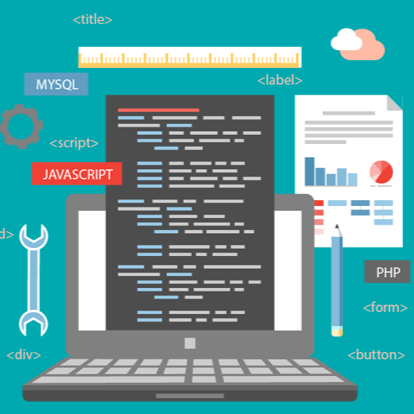 <title>
MYSQL
<label>
<script>
JAVASCRIPT
d>
PHP
<form>
<div>
<button>